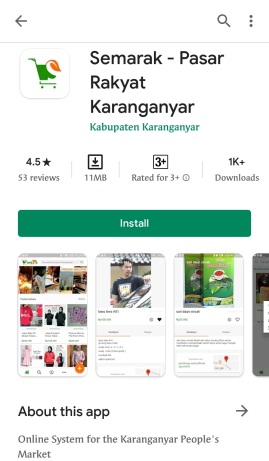 Semarak - Pasar
Rakyat
Karanganyar
Kabupaten Karanganyar
4.5★
53 reviews
11MB
3+
Rated for 3+
1K+
Downloads
Install
About this app
Online System for the Karanganyar People's
Market